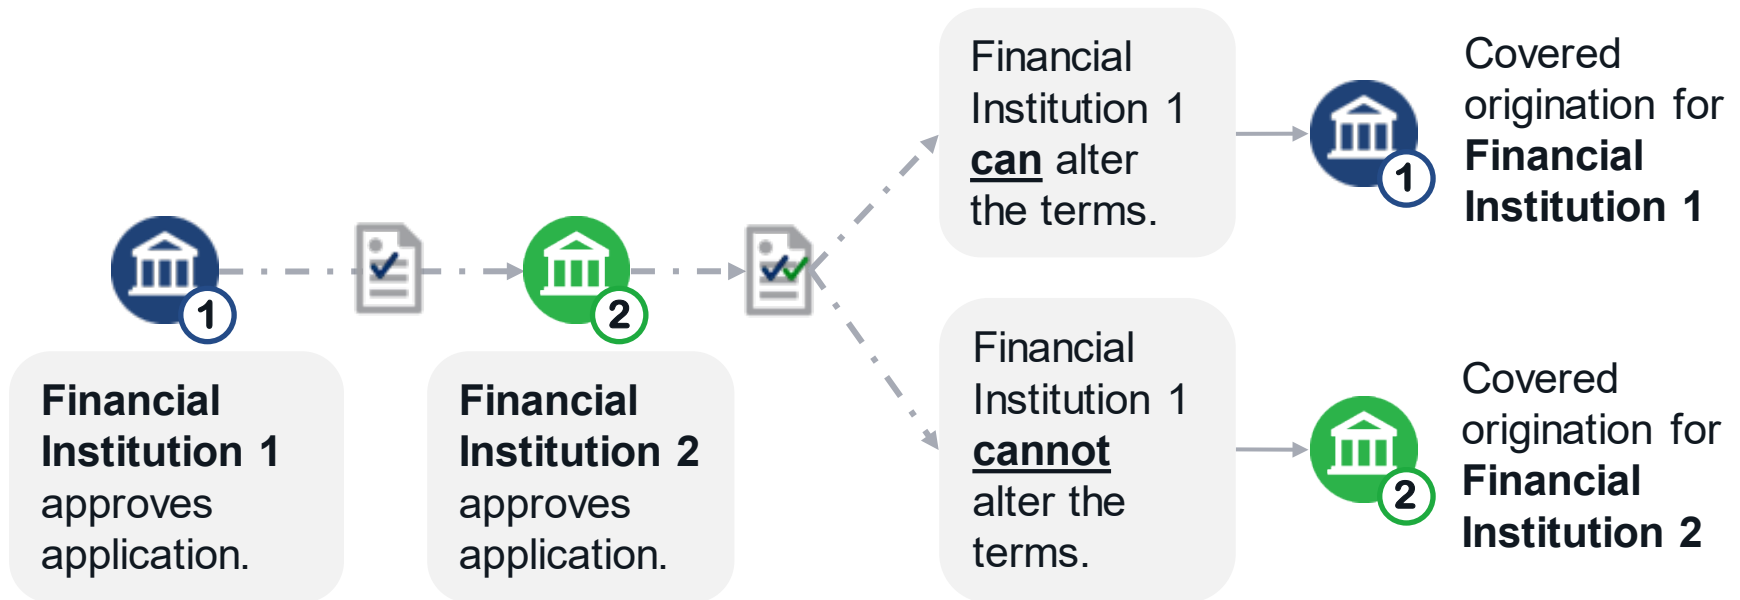 1
Financial
Institution 1
approves
application.
2
Financial
Institution 2
approves
application.
Financial
Institution 1
can alter
the terms.
1
Covered
origination for
Financial
Institution 1
Financial
Institution 1
cannot
alter the
terms.
2
Covered
origination for
Financial
Institution 2